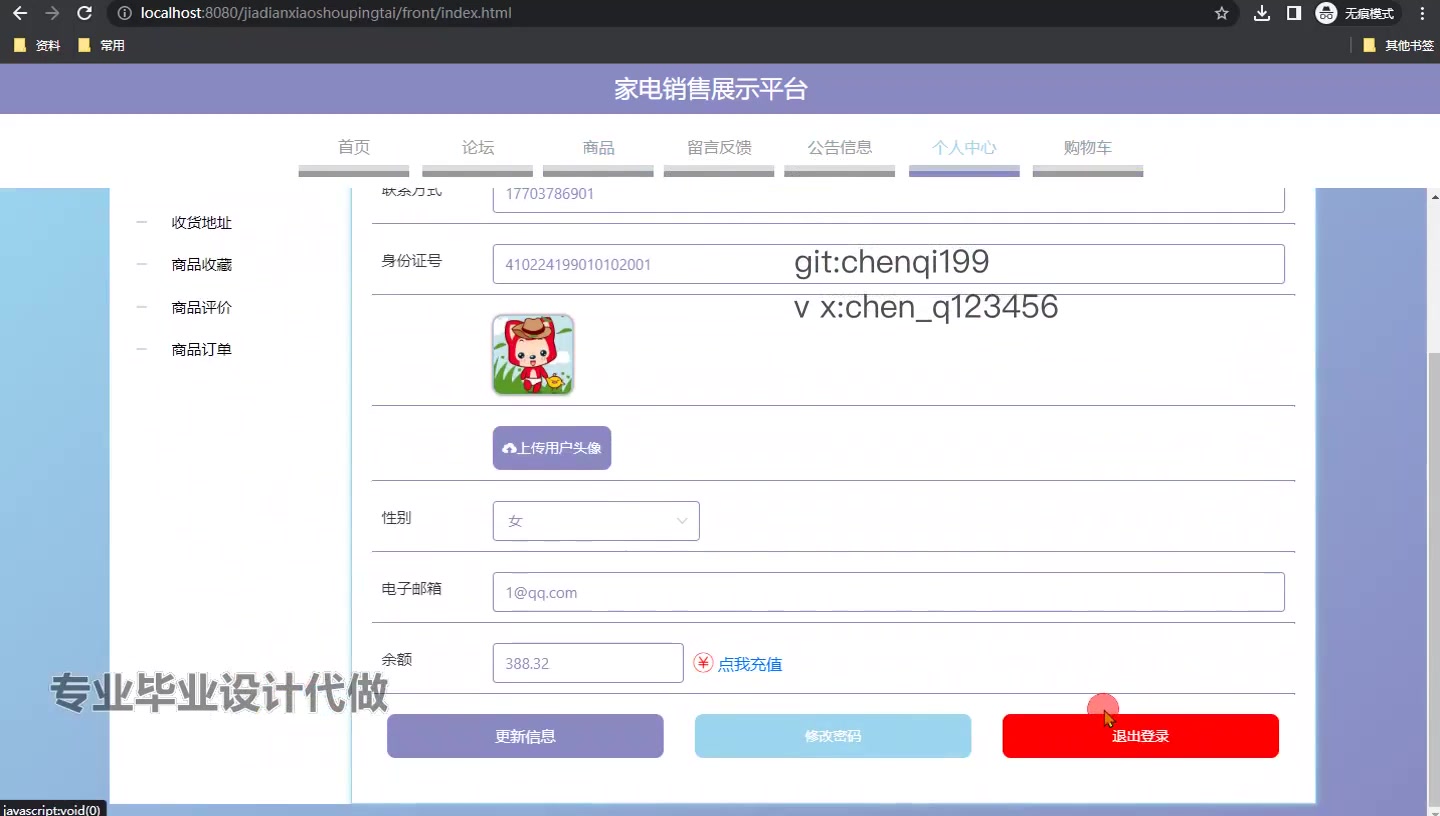 localhost:8080/jiadianxiaoshoupingtai/front/index.html
无痕模式
资料
常用
其他书签
家电销售展示平台
首页
论坛
商品
留言反馈
公告信息
个人中心
购物车
收货地址
商品收藏
商品评价
商品订单
联系方式
17703786901
身份证号
410224199010102001
git:chenqi199
v x:chen_q123456
上传用户头像
性别
女
电子邮箱
1@qq.com
余额
388.32
点我充值
专业毕业设计代做
更新信息
修改密码
退出登录
javascript:void(0)